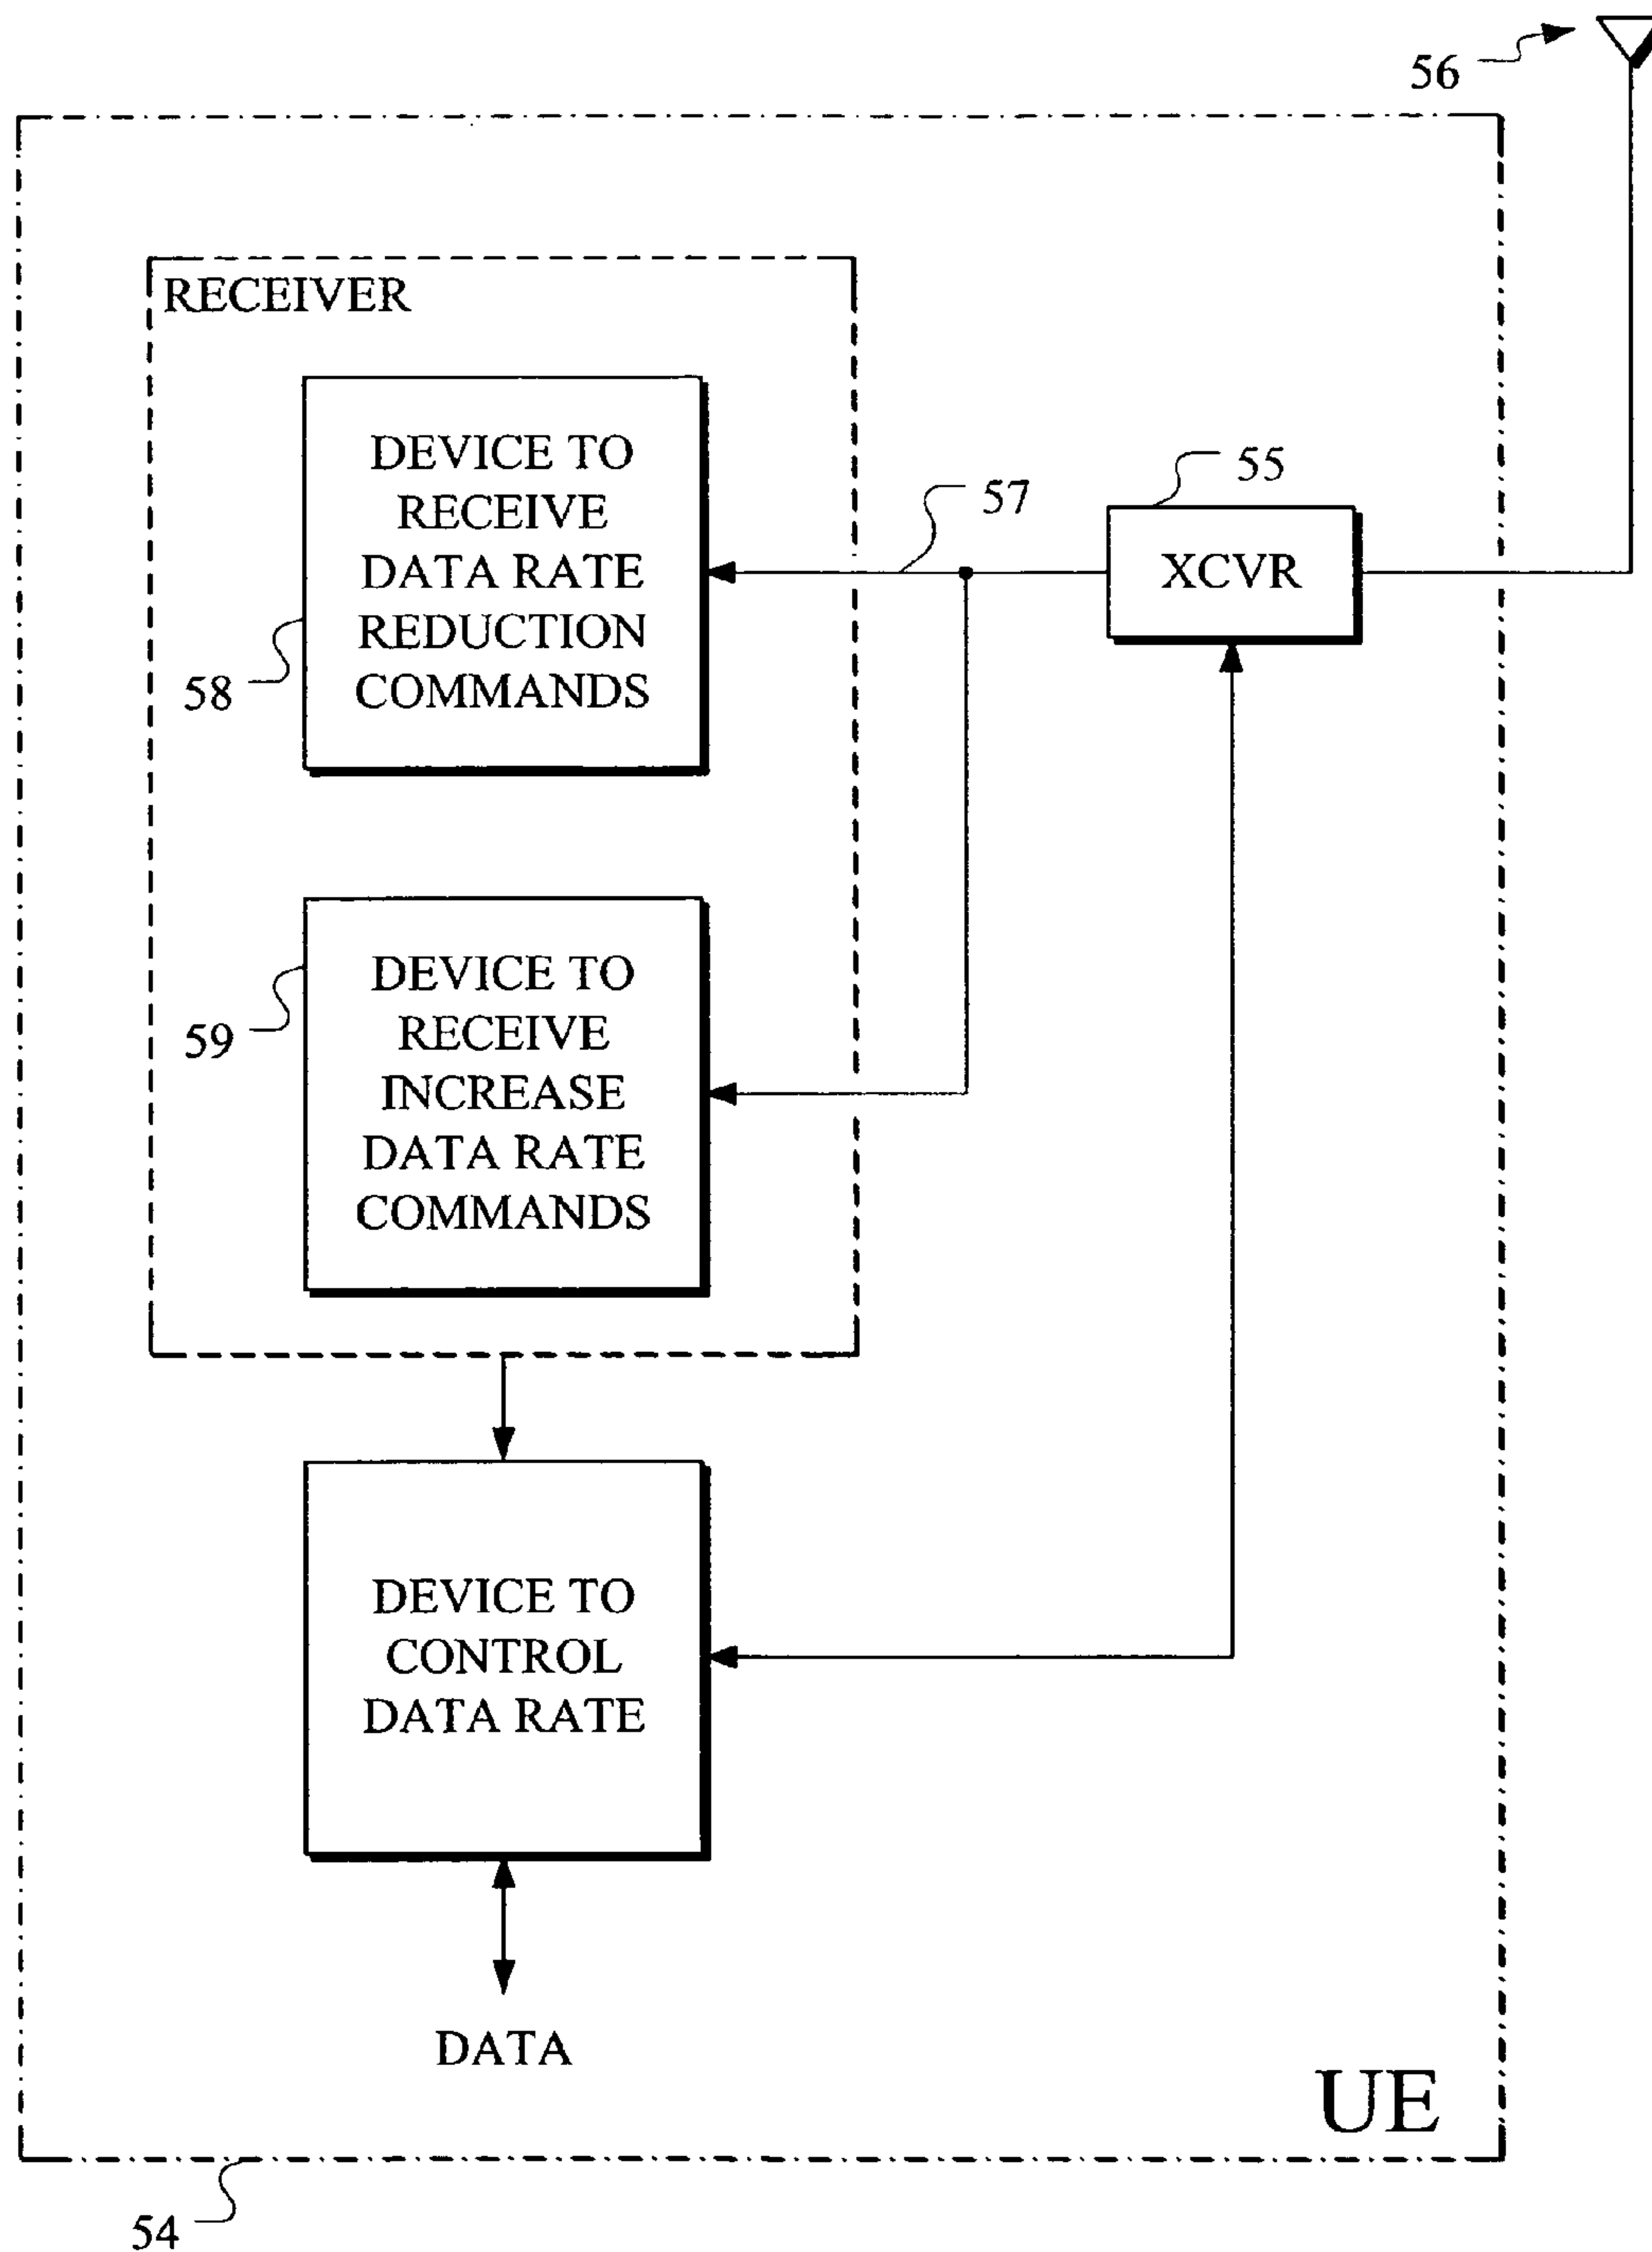 56
RECEIVER
DEVICE TO
RECEIVE
DATA RATE
REDUCTION
COMMANDS
58
57
55
XCVR
DEVICE TO
RECEIVE
INCREASE
DATA RATE
COMMANDS
59
DEVICE TO
CONTROL
DATA RATE
DATA
UE
54